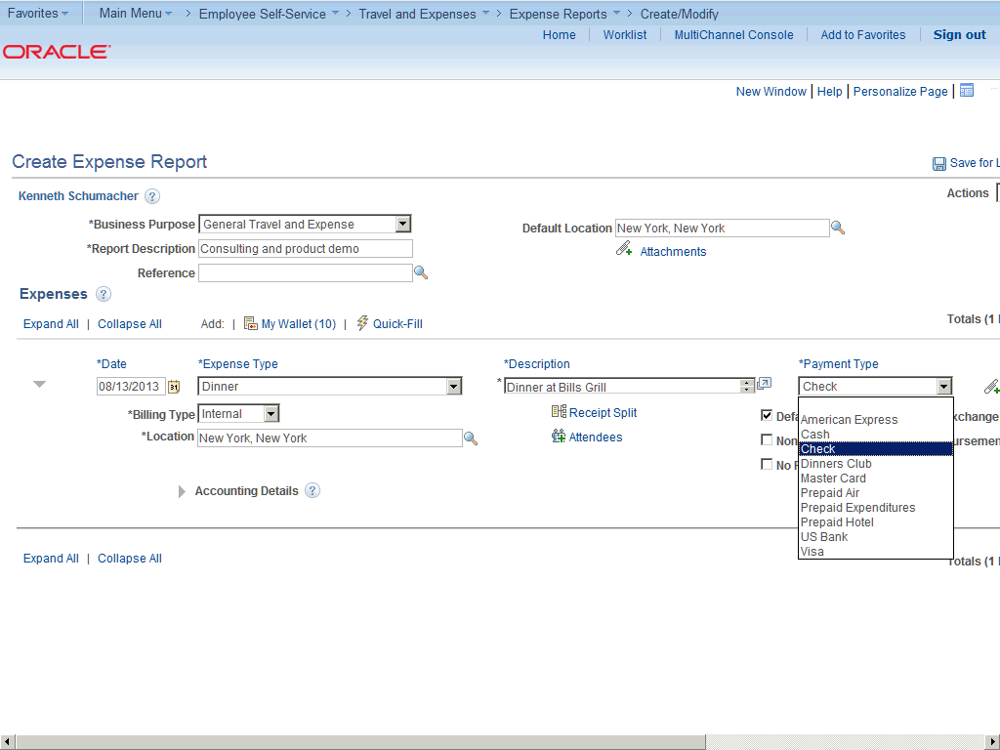 Favorites Main Menu > Employee Self-Service > Travel and Expenses > Expense Reports > Create/Modify
Home Worklist MultiChannel Console Add to Favorites Sign out
ORACLE
New Window | Help | Personalize Page |
Create Expense Report
Save for L
Kenneth Schumacher ?
Actions
*Business Purpose General Travel and Expense
Default Location New York, New York
*Report Description Consulting and product demo
Attachments
Reference
Expenses ?
Expand All | Collapse All Add: | My Wallet (10) | Quick-Fill
Totals (1
*Date *Expense Type *Description *Payment Type
08/13/2013 31 Dinner * Dinner at Bills Grill Check
*Billing Type Internal
Receipt Split
Defa
xchange
*Location New York, New York
Attendees
Non
ursemen
No
Accounting Details ?
American Express
Cash
Check
Dinners Club
Master Card
Prepaid Air
Prepaid Expenditures
Prepaid Hotel
US Bank
Visa
Expand All | Collapse All
Totals (1